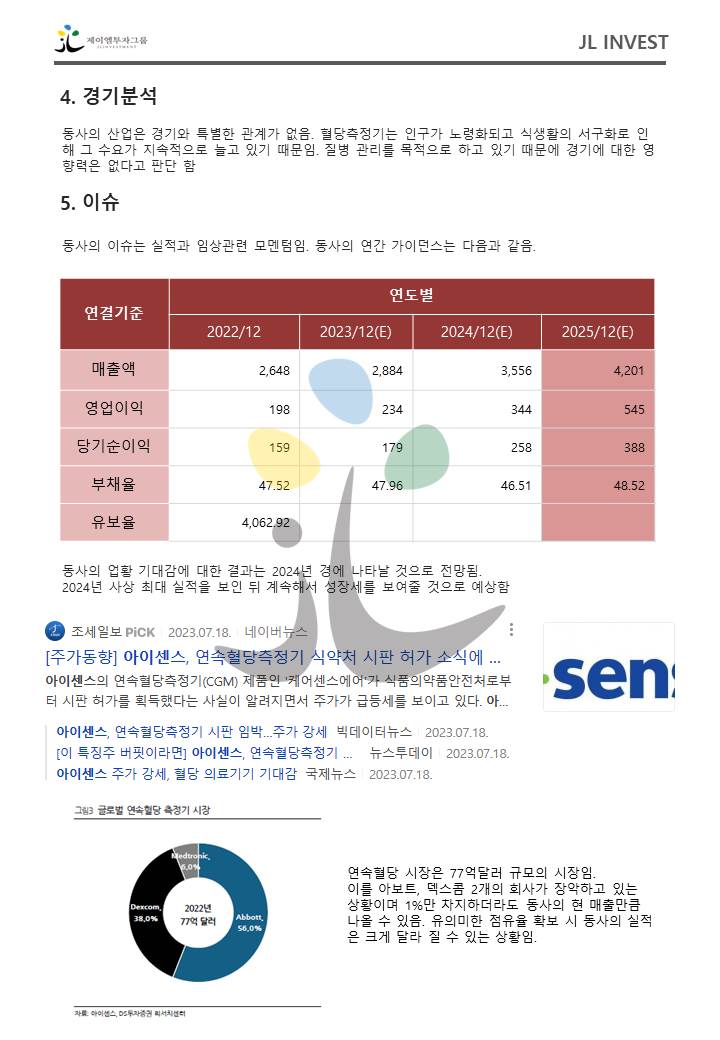 제이엘투자그룹
JL INVESTMENT
JL INVEST
4. 경기분석
동사의 산업은 경기와 특별한 관계가 없음. 혈당측정기는 인구가 노령화되고 식생활의 서구화로 인
해 그 수요가 지속적으로 늘고 있기 때문임. 질병 관리를 목적으로 하고 있기 때문에 경기에 대한 영
향력은 없다고 판단 함
5. 이슈
동사의 이슈는 실적과 임상관련 모멘텀임. 동사의 연간 가이던스는 다음과 같음.
연결기준 연도별
2022/12 2023/12(E) 2024/12(E) 2025/12(E)
매출액 2,648 2,884 3,556 4,201
영업이익 198 234 344 545
당기순이익 159 179 258 388
부채율 47.52 47.96 46.51 48.52
유보율 4,062.92
동사의 업황 기대감에 대한 결과는 2024년 경에 나타날 것으로 전망됨.
2024년 사상 최대 실적을 보인 뒤 계속해서 성장세를 보여줄 것으로 예상함
조세일보 PiCK 2023.07.18. 네이버뉴스
[주가동향] 아이센스, 연속혈당측정기 식약처 시판 허가 소식에 ...
아이센스의 연속혈당측정기(CGM) 제품인 '케어센스에어'가 식품의약품안전처로부
터 시판 허가를 획득했다는 사실이 알려지면서 주가가 급등세를 보이고 있다. 아...
sens
아이센스, 연속혈당측정기 시판 임박...주가 강세 빅데이터뉴스 2023.07.18.
[이 특징주 버핏이라면] 아이센스, 연속혈당측정기 ... 뉴스투데이 2023.07.18.
아이센스 주가 강세, 혈당 의료기기 기대감 국제뉴스 2023.07.18.
그림3 글로벌 연속혈당 측정기 시장
Medtronic,
6.0%
Dexcom,
38.0%
2022년
77억 달러
Abbott,
56.0%
자료: 아이센스, DS투자증권 리서치센터
연속혈당 시장은 77억달러 규모의 시장임.
이를 아보트, 덱스콤 2개의 회사가 장악하고 있는
상황이며 1%만 차지하더라도 동사의 현 매출만큼
나올 수 있음. 유의미한 점유율 확보 시 동사의 실적
은 크게 달라 질 수 있는 상황임.